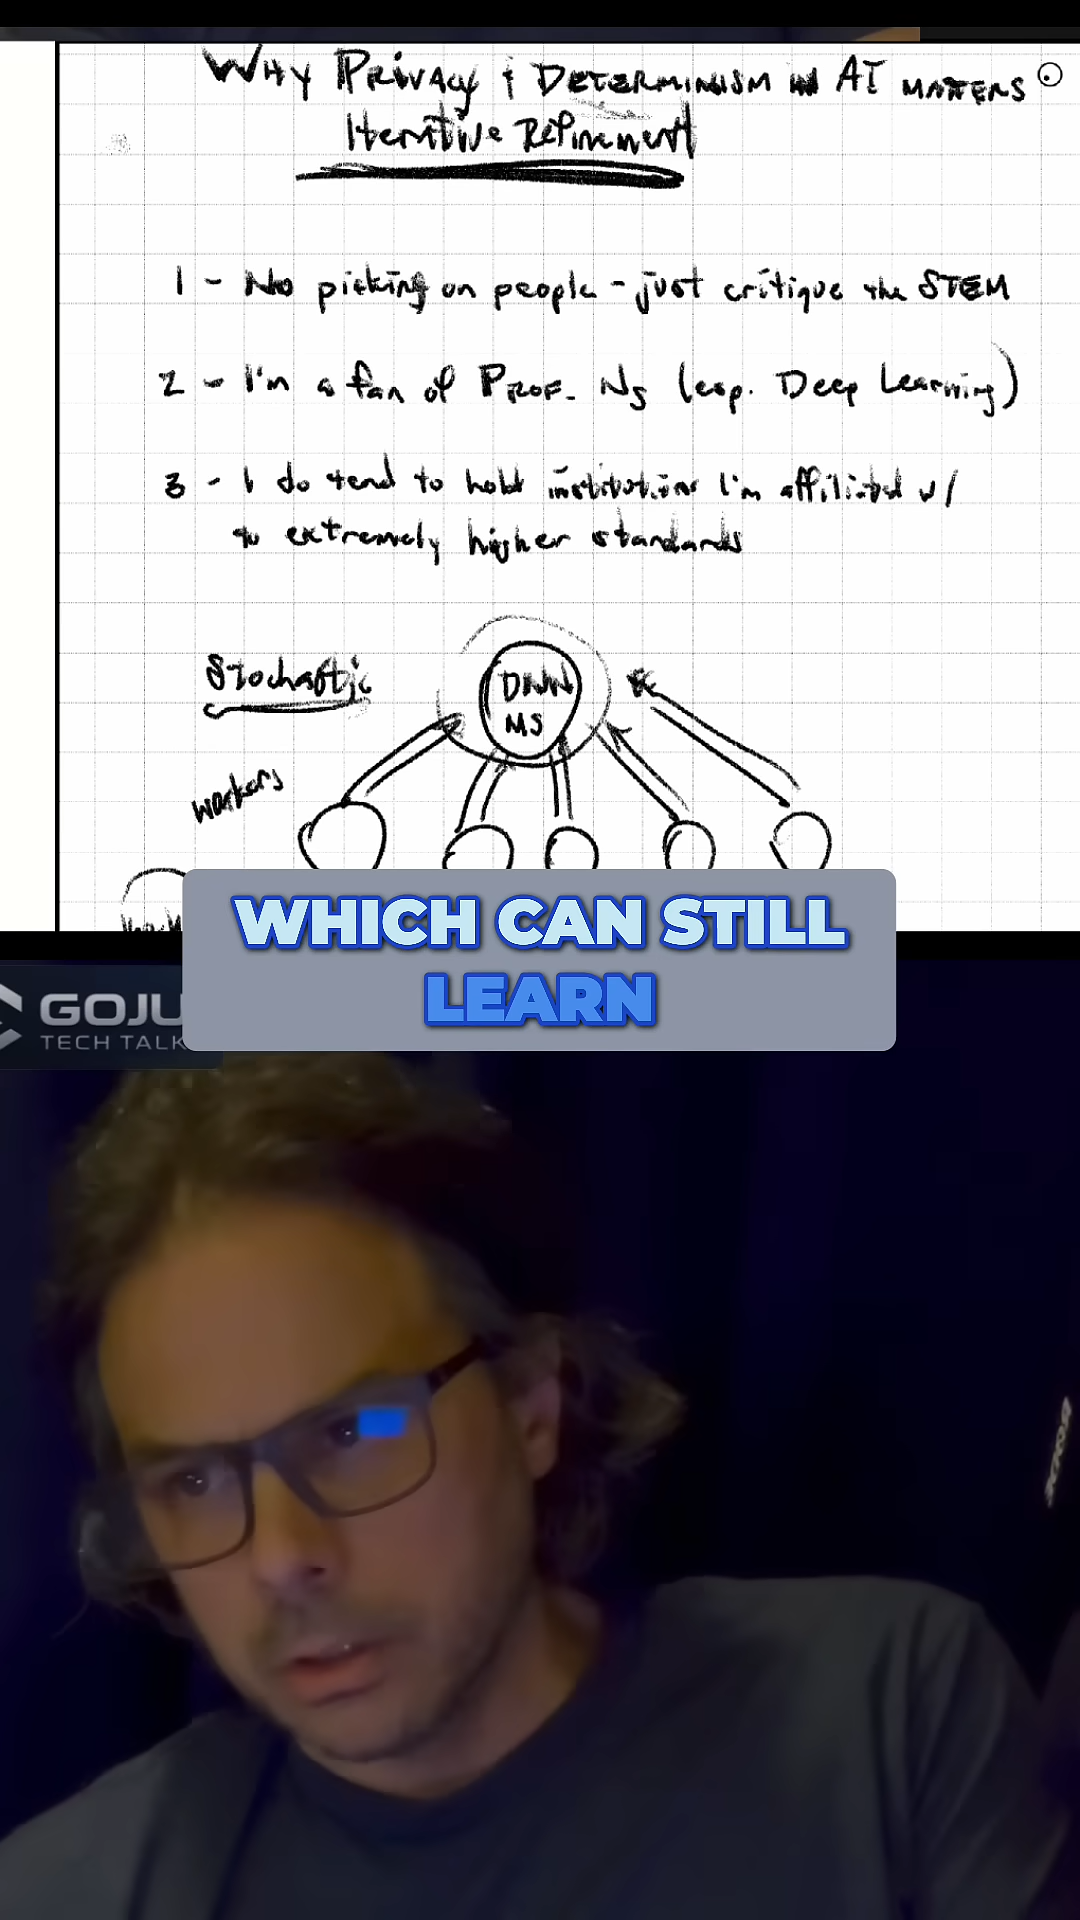 WHY PRIVACY & DETERMINISM IN AI MATTERS
Iteritive Refinement
1 - No picking on people - just critique the STEM
2 - I'm a fan of PROF. Ng (esp. Deep Learning)
3 - I do tend to hold institutions I'm affiliated w/
to extremely higher standards
Stochastic
DNN
MS
workers
WHICH CAN STILL
LEARN
GOJU
TECH TALK